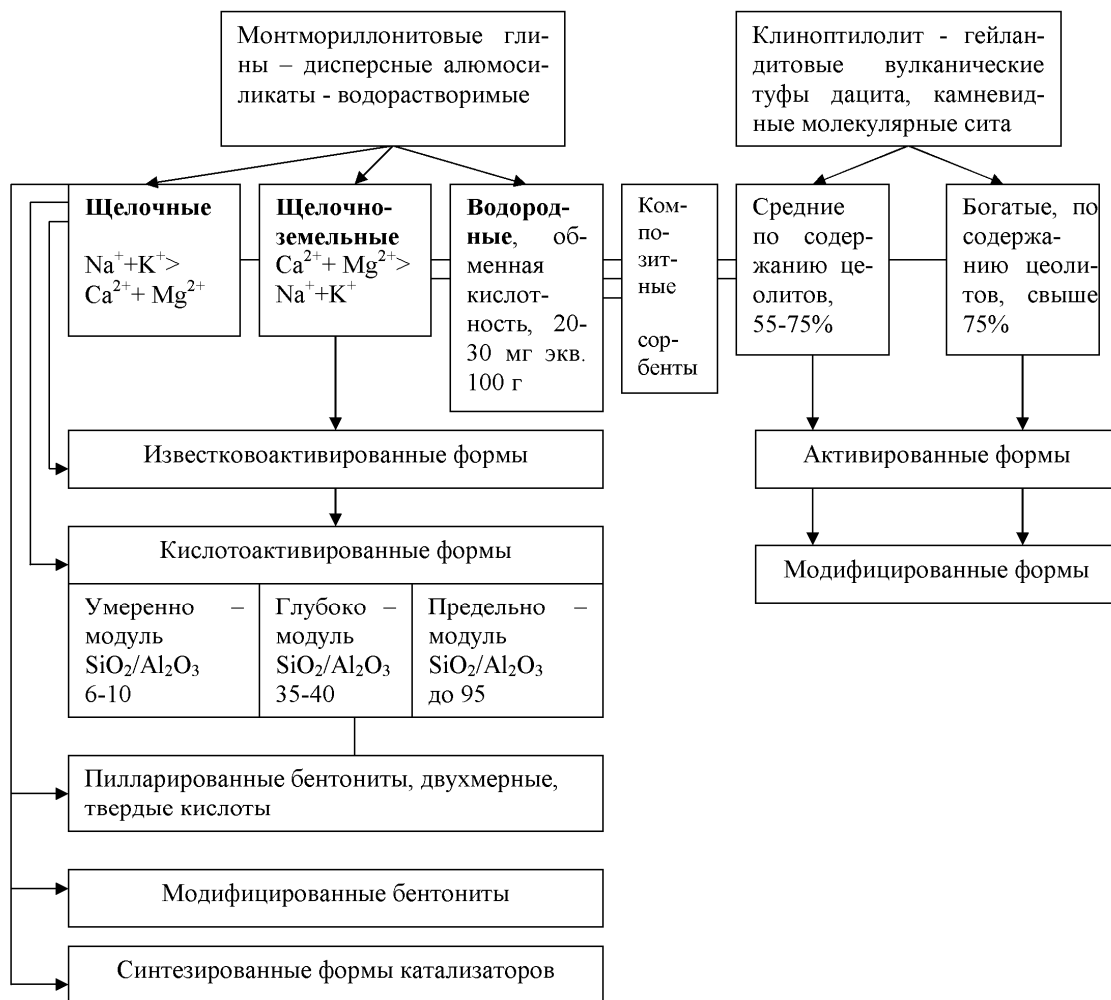 Монтмориллонитовые гли-
ны – дисперсные алюмоси-
ликаты - водорастворимые
Клиноптилолит - гейлан-
дитовые вулканические
туфы дацита, камневид-
ные молекулярные сита
Щелочные
Na⁺+K⁺>
Ca²⁺+ Mg²⁺
Щелочно-
земельные
Ca²⁺+ Mg²⁺>
Na⁺+K⁺
Водород-
ные, об-
менная
кислот-
ность, 20-
30 мг экв.
100 г
Ком-
по-
зит-
ные
сор-
бенты
Средние
по содер-
жанию це-
олитов,
55-75%
Богатые, по
содержа-
нию цеоли-
тов, свыше
75%
Известковоактивированные формы
Активированные формы
Кислотоактивированные формы
Модифицированные формы
Умеренно –
модуль
SiO₂/Al₂O₃
6-10
Глубоко –
модуль
SiO₂/Al₂O₃
35-40
Предельно –
модуль
SiO₂/Al₂O₃
до 95
Пилларированные бентониты, двухмерные,
твердые кислоты
Модифицированные бентониты
Синтезированные формы катализаторов